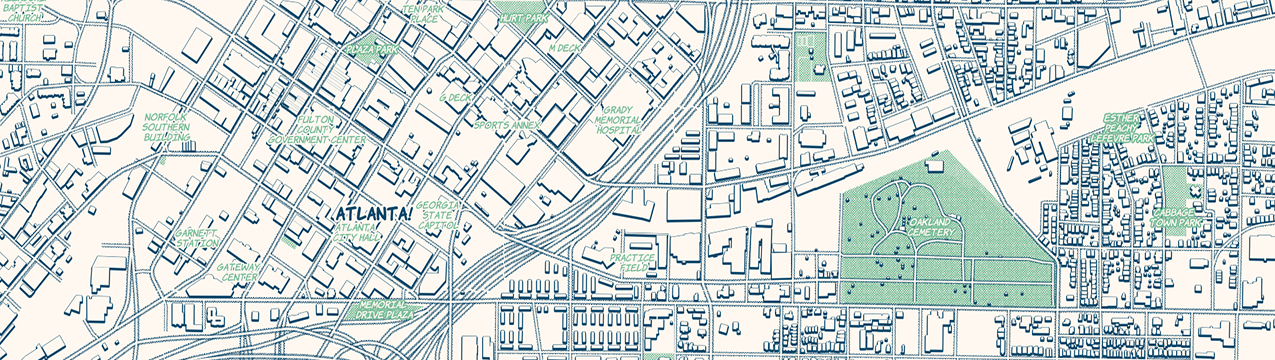 BAPTIST
CHURCH
TEN PARK
PLACE
HURT PARK
PLAZA PARK
M DECK
G DECK
NORFOLK
SOUTHERN
BUILDING
FULTON
COUNTY
GOVERNMENT CENTER
SPORTS ANNEX
GRADY
MEMORIAL
HOSPITAL
ESTHER
PEACHY
LEFEVRE PARK
ATLANTA!
ATLANTA
CITY HALL
GEORGIA
STATE
CAPITOL
GARNETT
STATION
OAKLAND
CEMETERY
CABBAGE
TOWN PARK
GATEWAY
CENTER
PRACTICE
FIELD
MEMORIAL
DRIVE PLAZA